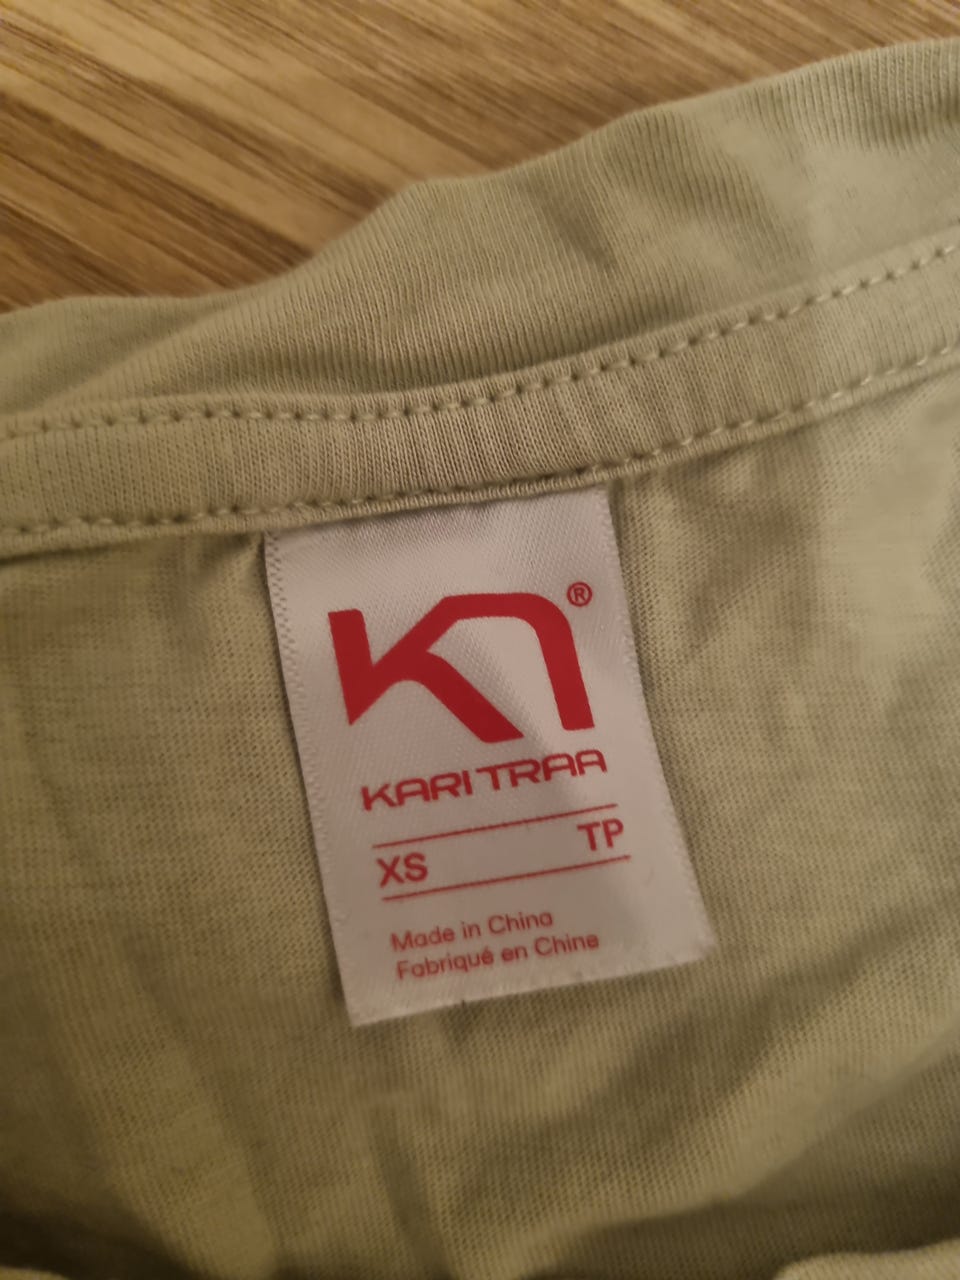 K ®
KARI TRAA
XS TP
Made in China
Fabriqué en Chine